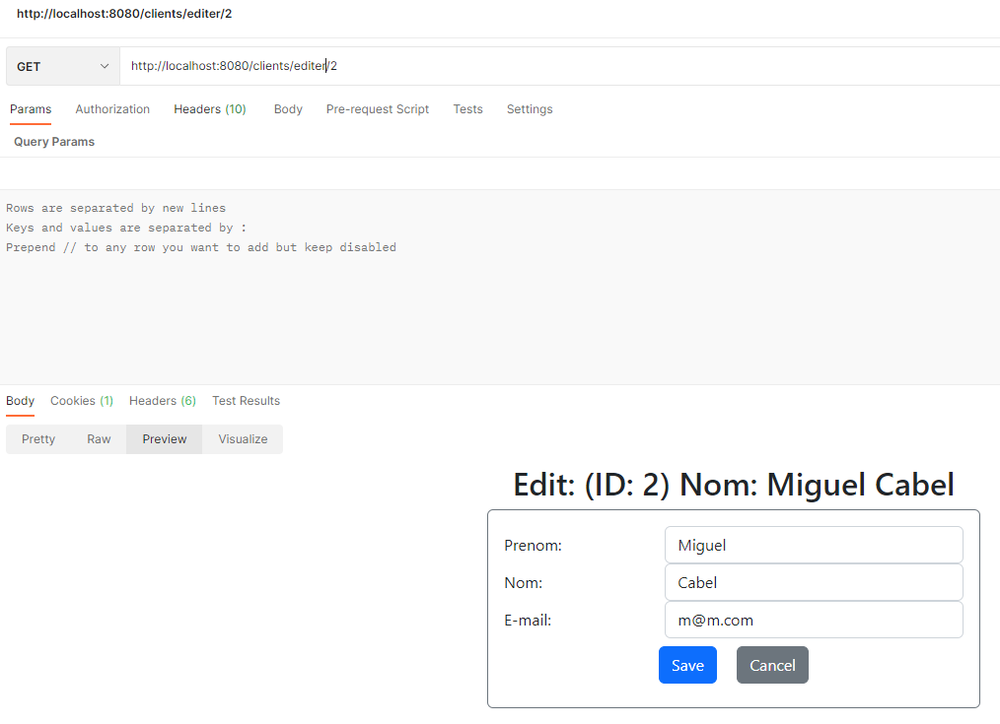 http://localhost:8080/clients/editer/2
GET http://localhost:8080/clients/editer/2
Params Authorization Headers (10) Body Pre-request Script Tests Settings
Query Params
Rows are separated by new lines
Keys and values are separated by :
Prepend // to any row you want to add but keep disabled
Body Cookies (1) Headers (6) Test Results
Pretty Raw Preview Visualize
Edit: (ID: 2) Nom: Miguel Cabel
Prenom: Miguel
Nom: Cabel
E-mail: m@m.com
Save Cancel